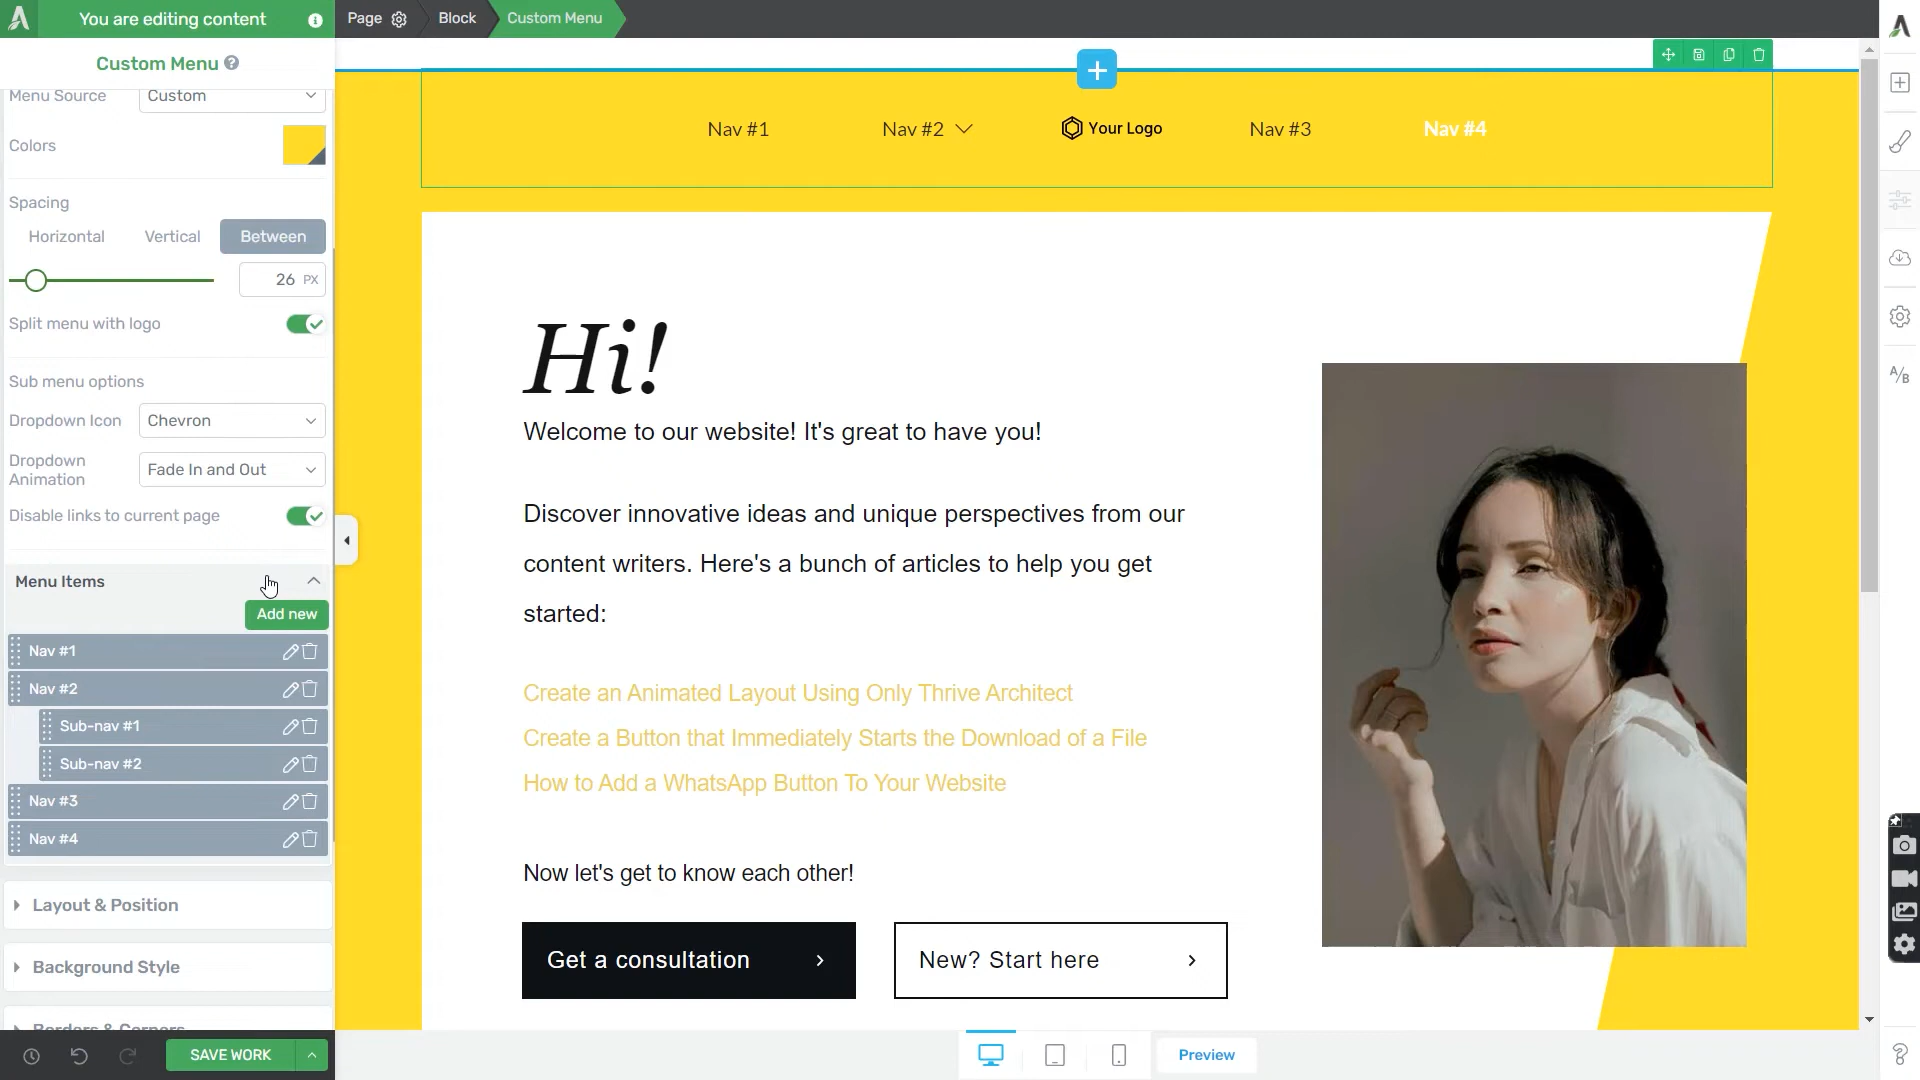 You are editing content
Page
Block
Custom Menu
Custom Menu
Menu Source
Custom
Colors
Spacing
Horizontal
Vertical
Between
26 PX
Split menu with logo
Sub menu options
Dropdown Icon
Chevron
Dropdown
Animation
Fade In and Out
Disable links to current page
Menu Items
Add new
Nav #1
Nav #2
Sub-nav #1
Sub-nav #2
Nav #3
Nav #4
Layout & Position
Background Style
Borders & Corners
SAVE WORK
Nav #1
Nav #2
Your Logo
Nav #3
Nav #4
Hi!
Welcome to our website! It's great to have you!
Discover innovative ideas and unique perspectives from our
content writers. Here's a bunch of articles to help you get
started:
Create an Animated Layout Using Only Thrive Architect
Create a Button that Immediately Starts the Download of a File
How to Add a WhatsApp Button To Your Website
Now let's get to know each other!
Get a consultation
New? Start here
Preview
A/B